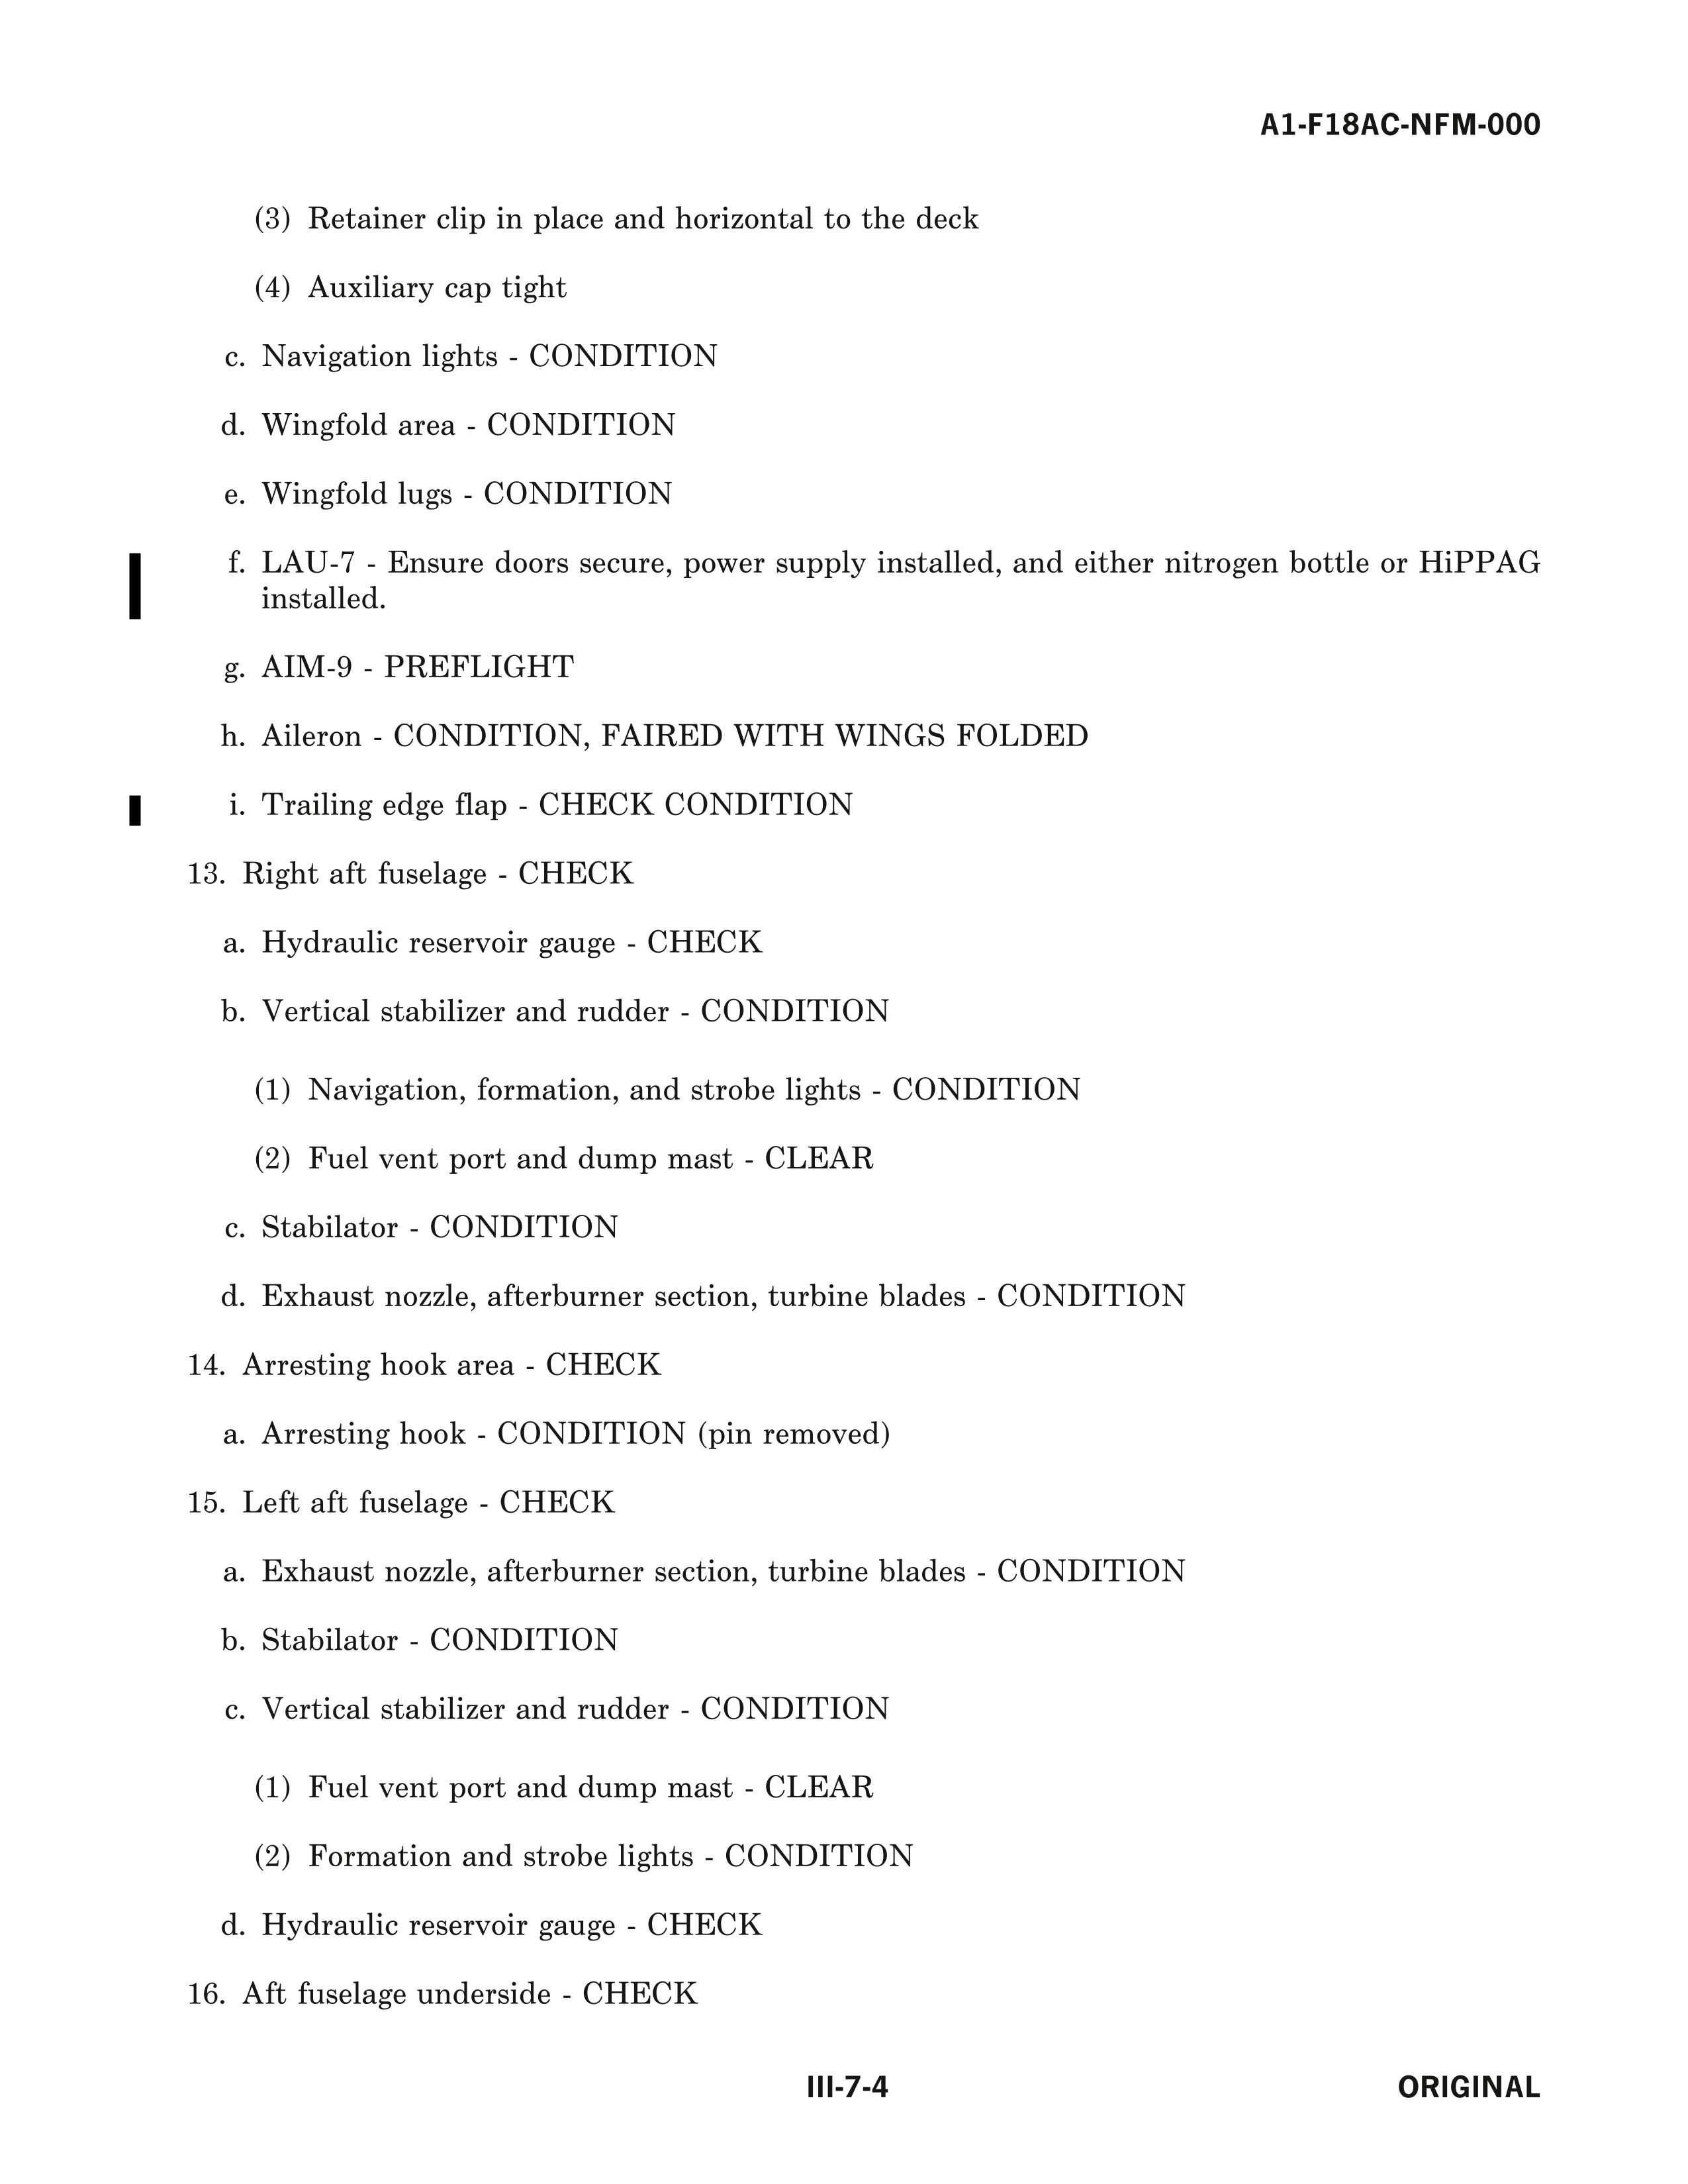 A1-F18AC-NFM-000
(3) Retainer clip in place and horizontal to the deck
(4) Auxiliary cap tight
c. Navigation lights - CONDITION
d. Wingfold area - CONDITION
e. Wingfold lugs - CONDITION
f. LAU-7 - Ensure doors secure, power supply installed, and either nitrogen bottle or HiPPAG
installed.
g. AIM-9 - PREFLIGHT
h. Aileron - CONDITION, FAIRED WITH WINGS FOLDED
i. Trailing edge flap - CHECK CONDITION
13. Right aft fuselage - CHECK
a. Hydraulic reservoir gauge - CHECK
b. Vertical stabilizer and rudder - CONDITION
(1) Navigation, formation, and strobe lights - CONDITION
(2) Fuel vent port and dump mast - CLEAR
c. Stabilator - CONDITION
d. Exhaust nozzle, afterburner section, turbine blades - CONDITION
14. Arresting hook area - CHECK
a. Arresting hook - CONDITION (pin removed)
15. Left aft fuselage - CHECK
a. Exhaust nozzle, afterburner section, turbine blades - CONDITION
b. Stabilator - CONDITION
c. Vertical stabilizer and rudder - CONDITION
(1) Fuel vent port and dump mast - CLEAR
(2) Formation and strobe lights - CONDITION
d. Hydraulic reservoir gauge - CHECK
16. Aft fuselage underside - CHECK
III-7-4
ORIGINAL